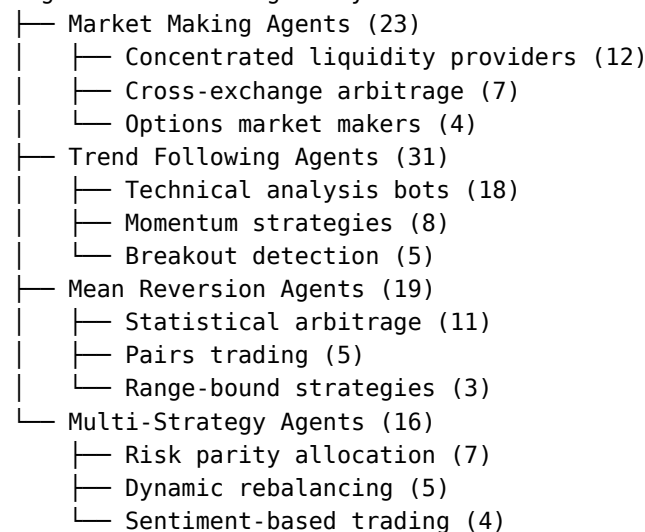 ├── Market Making Agents (23)
│   ├── Concentrated liquidity providers (12)
│   ├── Cross-exchange arbitrage (7)
│   └── Options market makers (4)
├── Trend Following Agents (31)
│   ├── Technical analysis bots (18)
│   ├── Momentum strategies (8)
│   └── Breakout detection (5)
├── Mean Reversion Agents (19)
│   ├── Statistical arbitrage (11)
│   ├── Pairs trading (5)
│   └── Range-bound strategies (3)
└── Multi-Strategy Agents (16)
    ├── Risk parity allocation (7)
    ├── Dynamic rebalancing (5)
    └── Sentiment-based trading (4)